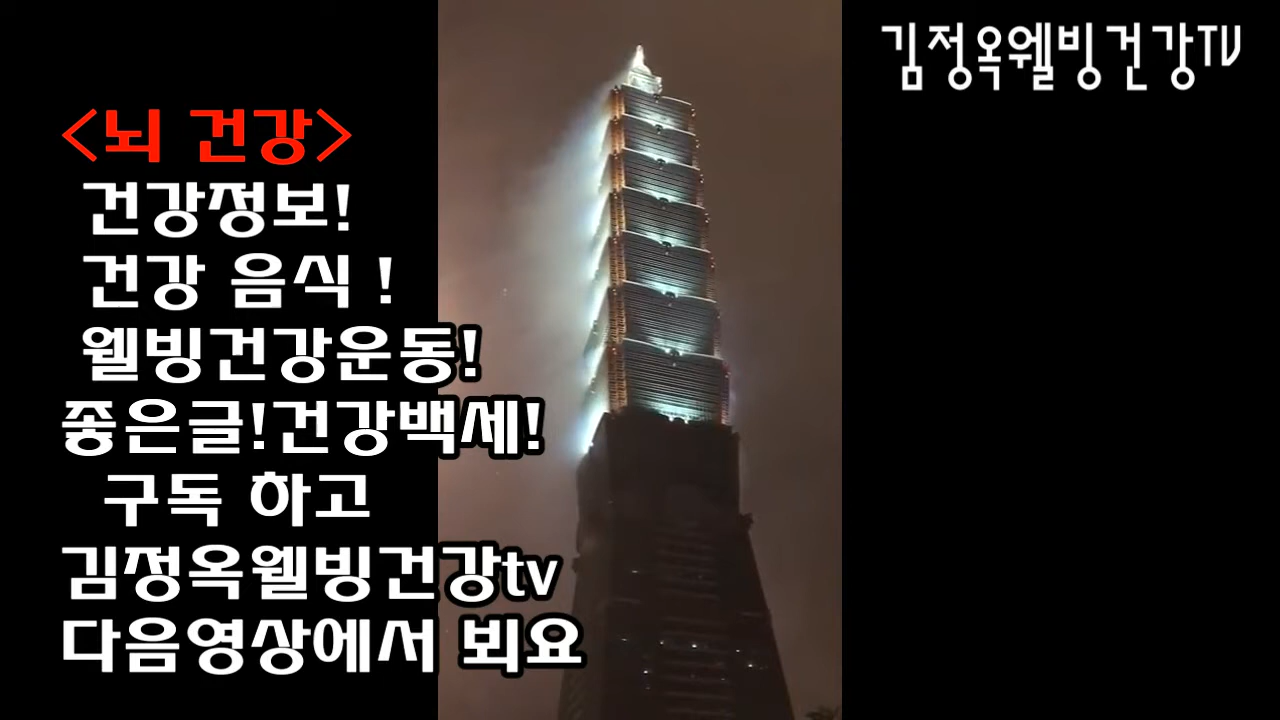 김정옥웰빙건강TV
<뇌 건강>
건강정보!
건강 음식 !
웰빙건강운동!
좋은글!건강백세!
구독 하고
김정옥웰빙건강tv
다음영상에서 뵈요